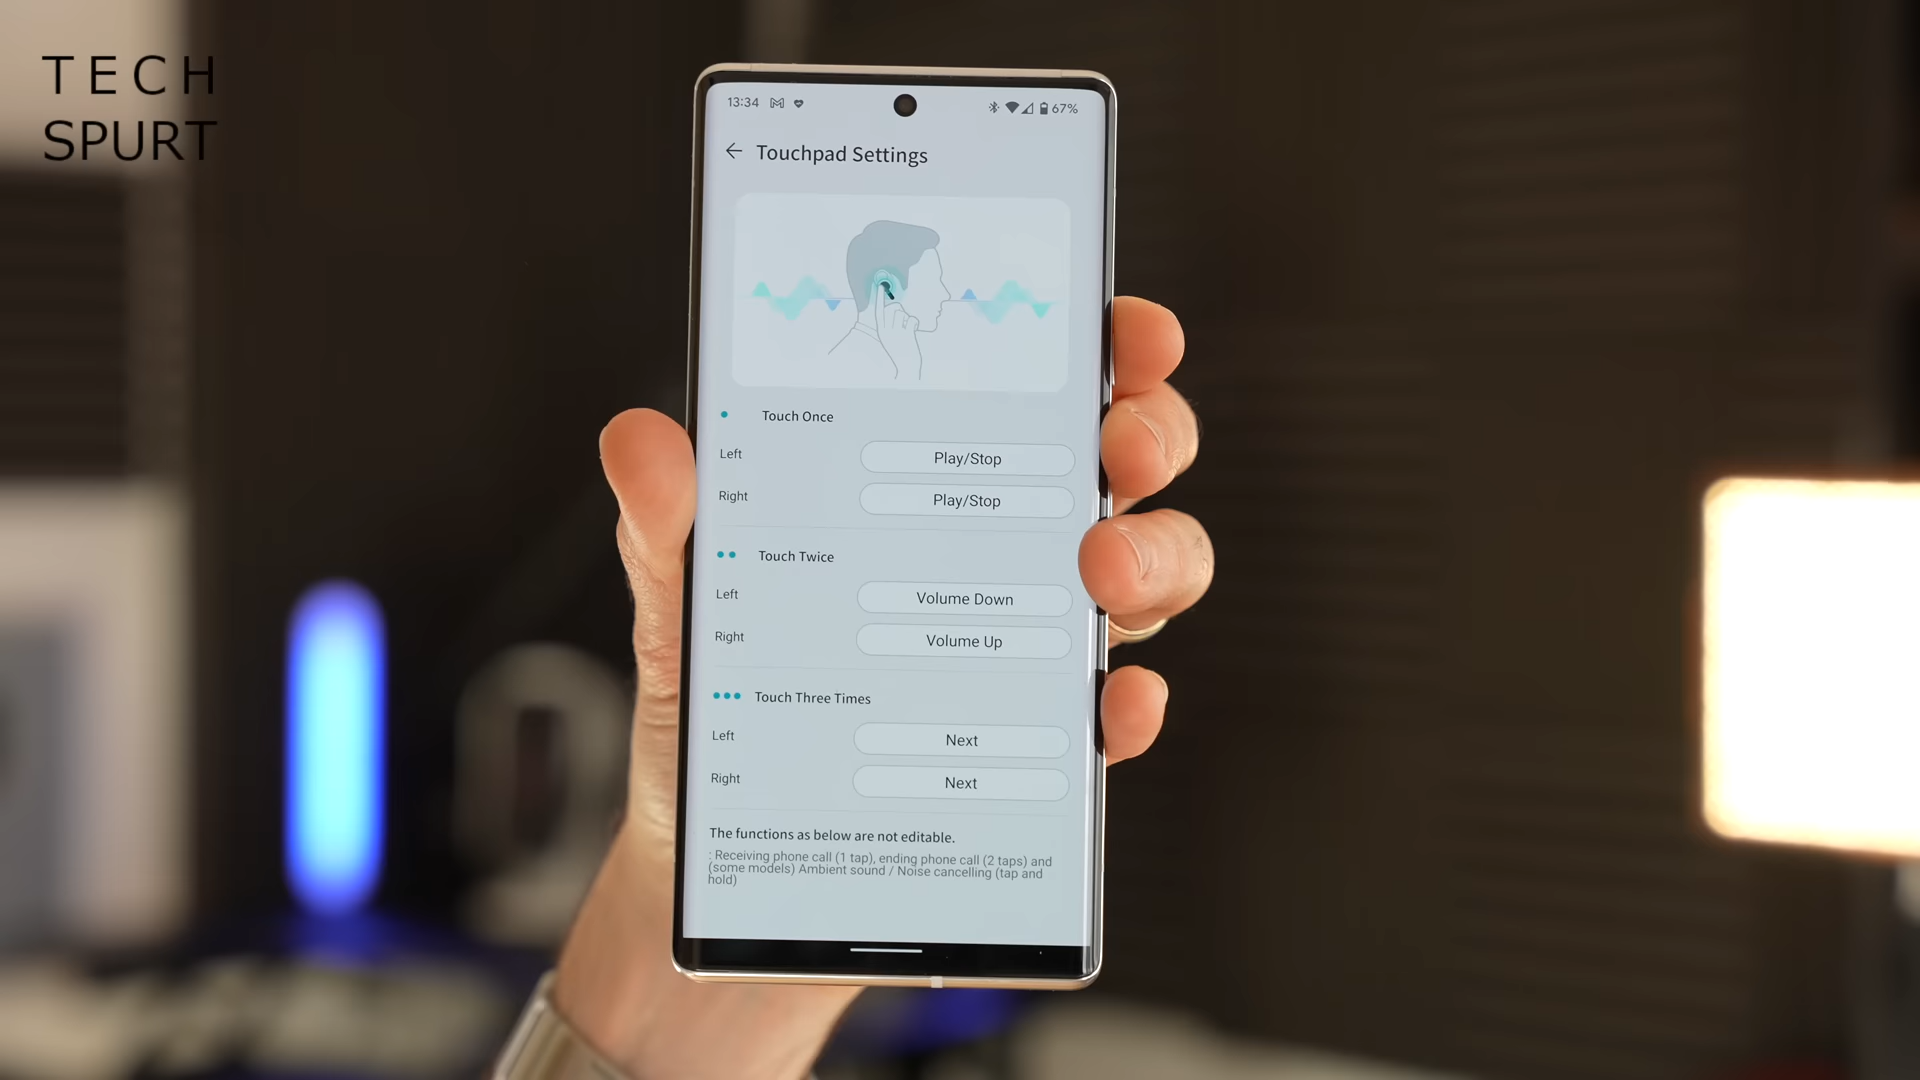 TECH
SPURT
13:34
67%
Touchpad Settings
Touch Once
Left
Play/Stop
Right
Play/Stop
Touch Twice
Left
Volume Down
Right
Volume Up
Touch Three Times
Left
Next
Right
Next
The functions as below are not editable.
: Receiving phone call (1 tap), ending phone call (2 taps) and
(some models) Ambient sound / Noise cancelling (tap and
hold)